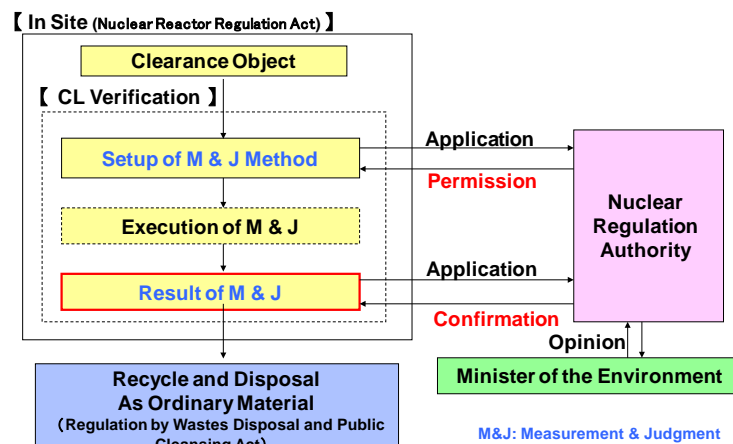 【 In Site (Nuclear Reactor Regulation Act) 】
Clearance Object
【 CL Verification 】
Setup of M & J Method
Application
Permission
Nuclear
Regulation
Authority
Execution of M & J
Application
Result of M & J
Confirmation
Opinion
Recycle and Disposal
As Ordinary Material
（Regulation by Wastes Disposal and Public
Cleansing Act）
Minister of the Environment
M&J: Measurement & Judgment